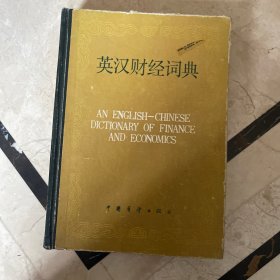 英汉财经词典
AN ENGLISH—CHINESE
DICTIONARY OF FINANCE
AND ECONOMICS